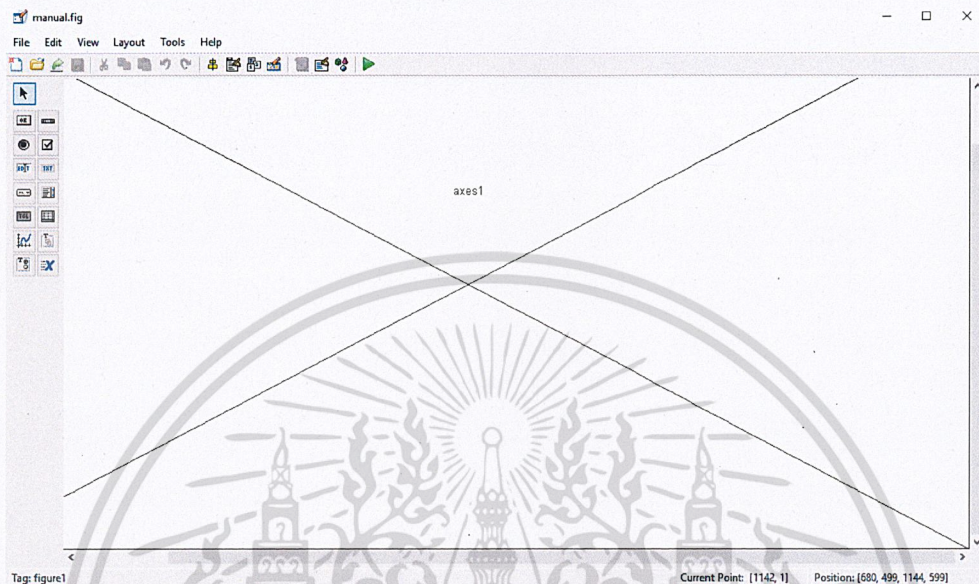 manual.fig
File Edit View Layout Tools Help
axes1
Tag: figure1 Current Point: [1142, 1] Position: [680, 499, 1144, 599]